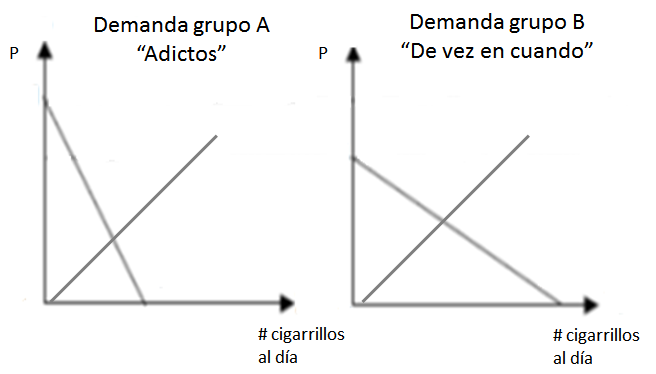 Demanda grupo A
“Adictos”
P
# cigarrillos
al día
Demanda grupo B
“De vez en cuando”
P
# cigarrillos
al día